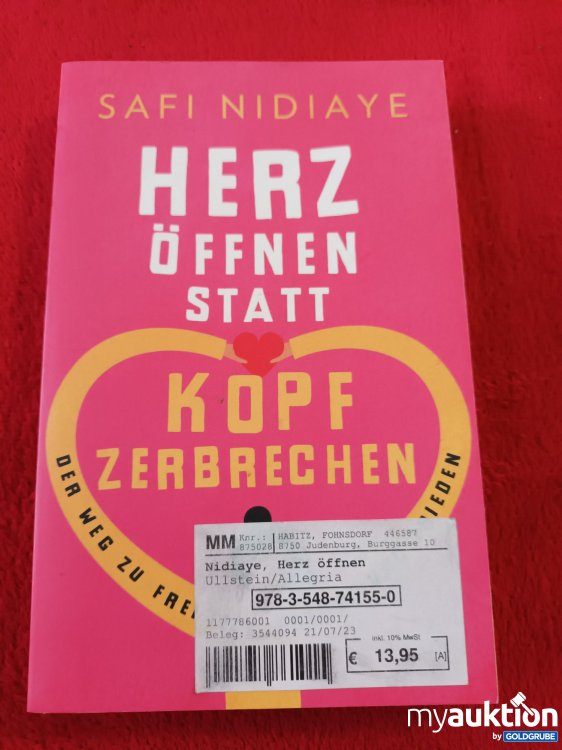 SAFI NIDIAYE
HERZ
ÖFFNEN
STATT
KOPF
ZERBRECHEN
DER WEG ZU FREI
IEDEN
MM Knr.: 875028 HABITZ, FOHNSDORF 446587
8750 Judenburg, Burggasse 10
Nidiaye, Herz öffnen
Ullstein/Allegria
978-3-548-74155-0
1177786001 0001/0001/
Beleg: 3544094 21/07/23
inkl. 10% MwSt
€ 13,95 [A]
myauktion
by GOLDGRUBE